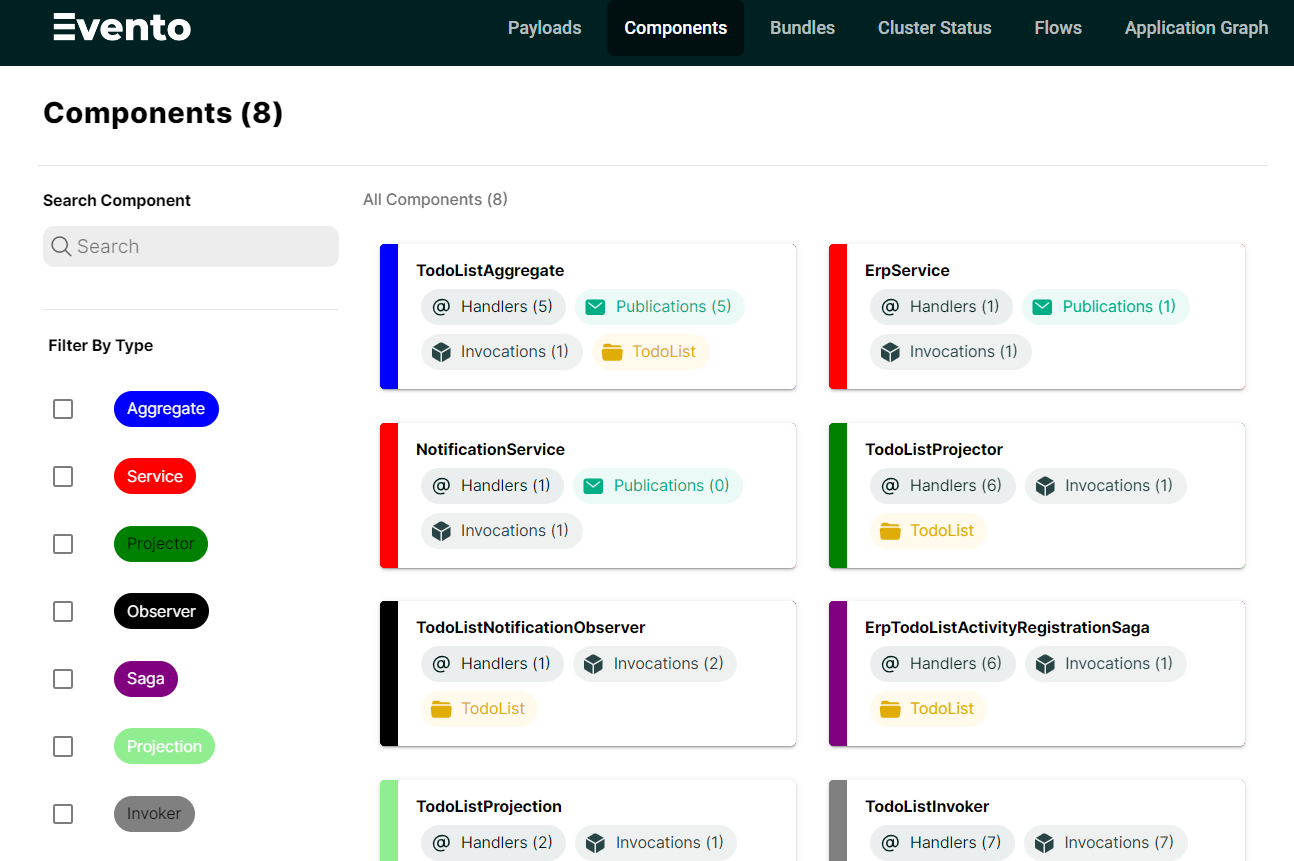 Evento
Payloads Components Bundles Cluster Status Flows Application Graph
Components (8)
Search Component
Search
Filter By Type
Aggregate
Service
Projector
Observer
Saga
Projection
Invoker
All Components (8)
TodoListAggregate
@ Handlers (5) Publications (5)
Invocations (1) TodoList
ErpService
@ Handlers (1) Publications (1)
Invocations (1)
NotificationService
@ Handlers (1) Publications (0)
Invocations (1)
TodoListProjector
@ Handlers (6) Invocations (1)
TodoList
TodoListNotificationObserver
@ Handlers (1) Invocations (2)
TodoList
ErpTodoListActivityRegistrationSaga
@ Handlers (6) Invocations (1)
TodoList
TodoListProjection
@ Handlers (2) Invocations (1)
TodoListInvoker
@ Handlers (7) Invocations (7)